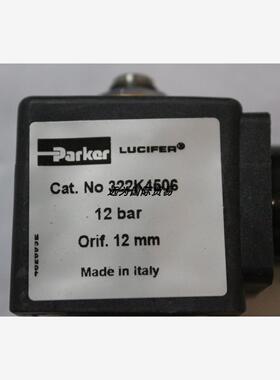 Parker LUCIFER®
Cat. No 322K4506
12 bar
Orif. 12 mm
Made in italy